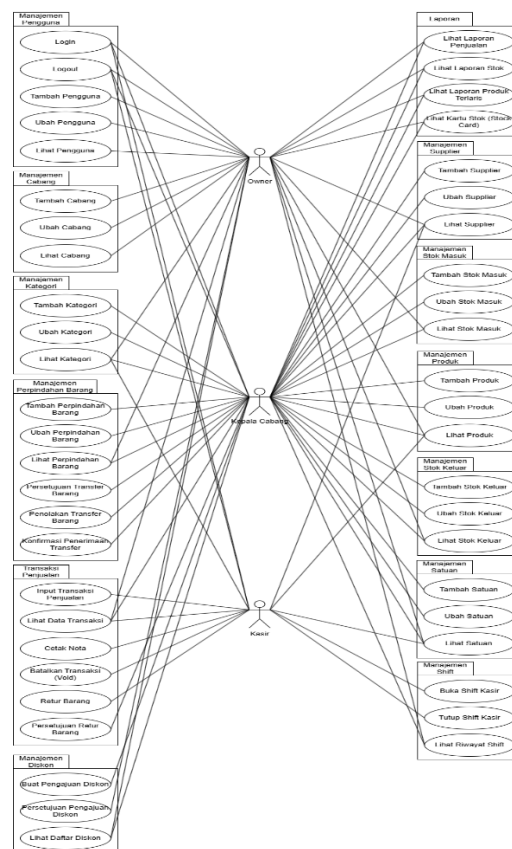 Manajemen
Pengguna
Login
Logout
Tambah Pengguna
Ubah Pengguna
Lihat Pengguna
Manajemen
Cabang
Tambah Cabang
Ubah Cabang
Lihat Cabang
Manajemen
Kategori
Tambah Kategori
Ubah Kategori
Lihat Kategori
Manajemen
Perpindahan Barang
Tambah Perpindahan
Barang
Ubah Perpindahan
Barang
Lihat Perpindahan
Barang
Persetujuan Transfer
Barang
Penolakan Transfer
Barang
Konfirmasi Penerimaan
Transfer
Transaksi
Penjualan
Input Transaksi
Penjualan
Lihat Data Transaksi
Cetak Nota
Batalkan Transaksi
(Void)
Retur Barang
Persetujuan Retur
Barang
Manajemen
Diskon
Buat Pengajuan Diskon
Persetujuan Pengajuan
Diskon
Lihat Daftar Diskon
Owner
Kepala Cabang
Kasir
Laporan
Lihat Laporan
Penjualan
Lihat Laporan Stok
Lihat Laporan Produk
Terlaris
Lihat Kartu Stok (Stock
Card)
Manajemen
Supplier
Tambah Supplier
Ubah Supplier
Lihat Supplier
Manajemen
Stok Masuk
Tambah Stok Masuk
Ubah Stok Masuk
Lihat Stok Masuk
Manajemen
Produk
Tambah Produk
Ubah Produk
Lihat Produk
Manajemen
Stok Keluar
Tambah Stok Keluar
Ubah Stok Keluar
Lihat Stok Keluar
Manajemen
Satuan
Tambah Satuan
Ubah Satuan
Lihat Satuan
Manajemen
Shift
Buka Shift Kasir
Tutup Shift Kasir
Lihat Riwayat Shift